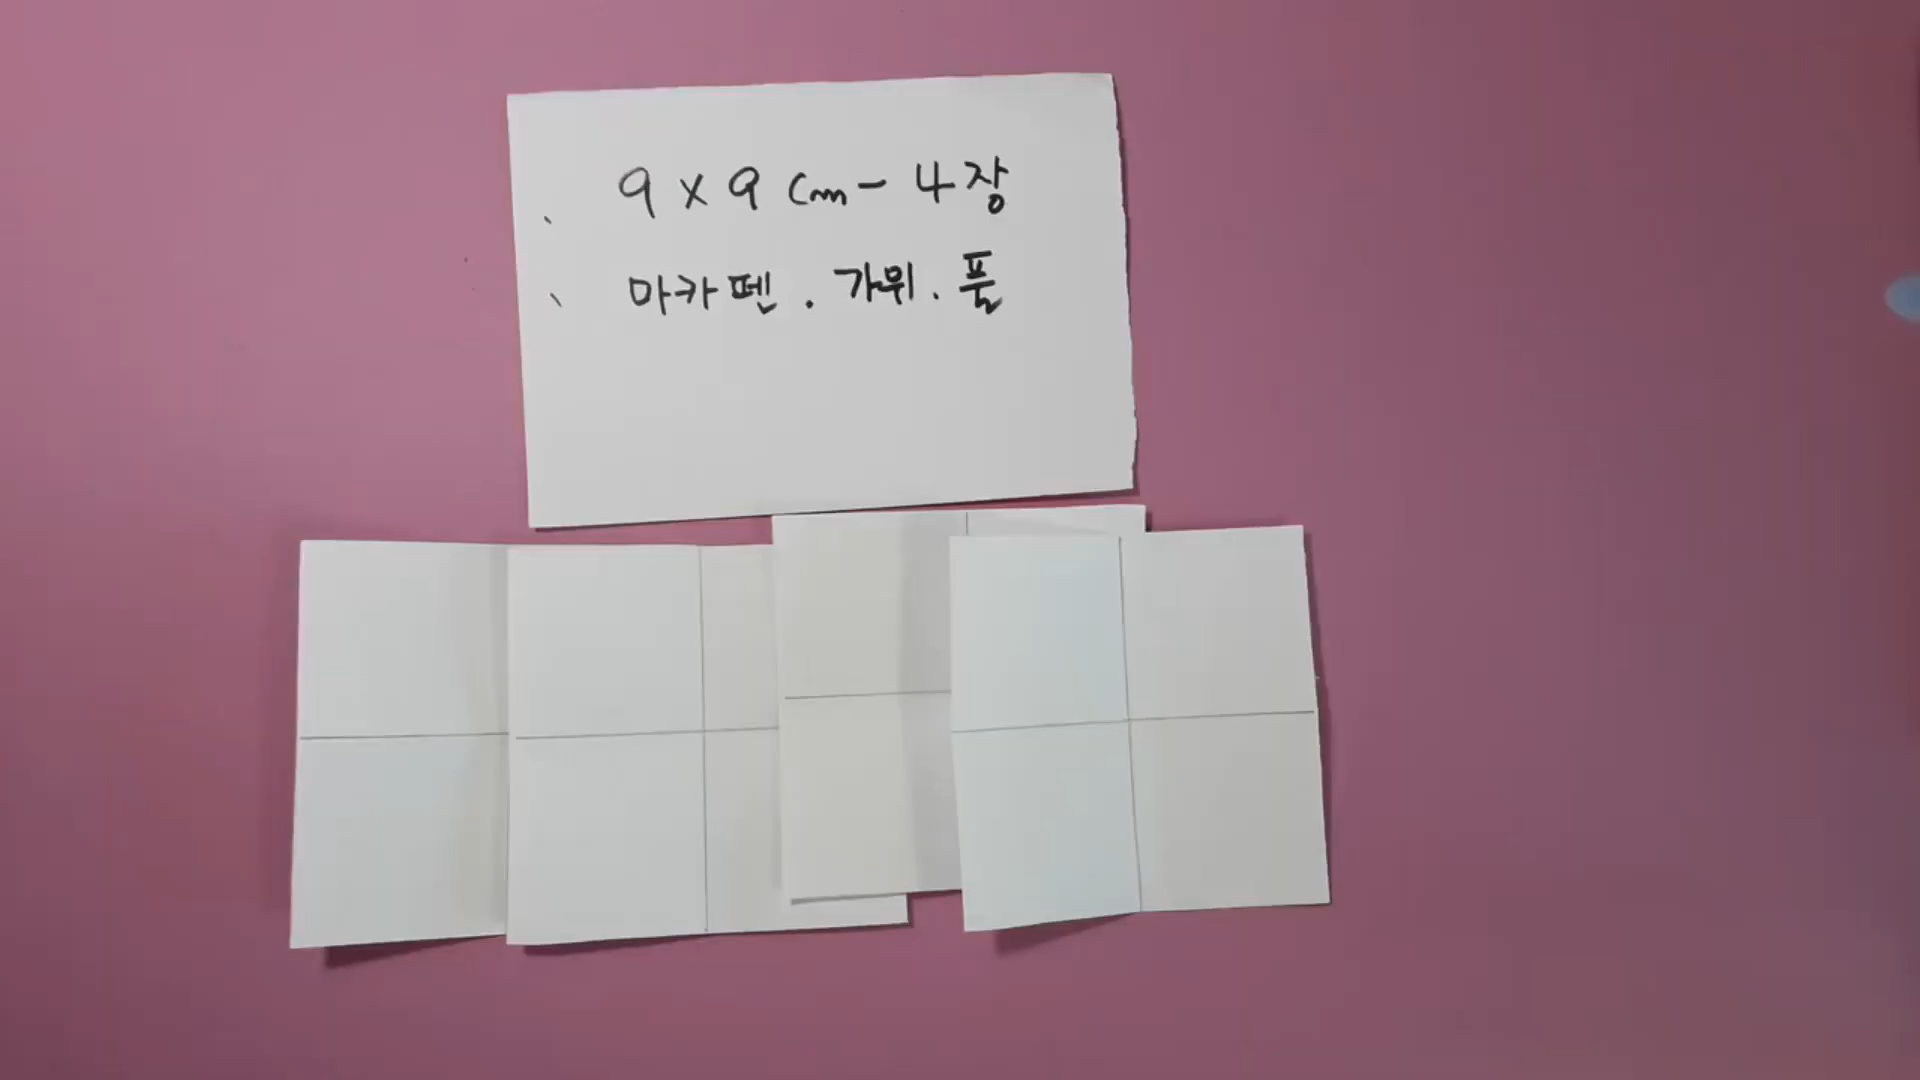 、 9 x 9 cm - 4장
、 마카펜 . 가위 . 풀